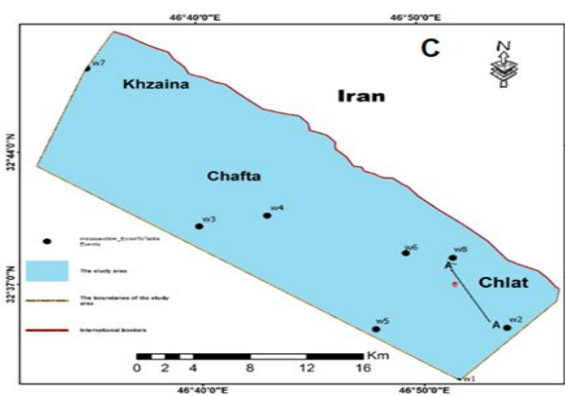 46°40'0"E
46°50'0"E
C
N
w7
Khzaina
Iran
32°44'0"N
Chafta
w4
w3
w6
w8
A'
Chlat
The study area
32°37'0"N
The boundaries of the study
area
A
w2
w5
International borders
Km
0 2 4 8 12 16
w1
46°40'0"E
46°50'0"E